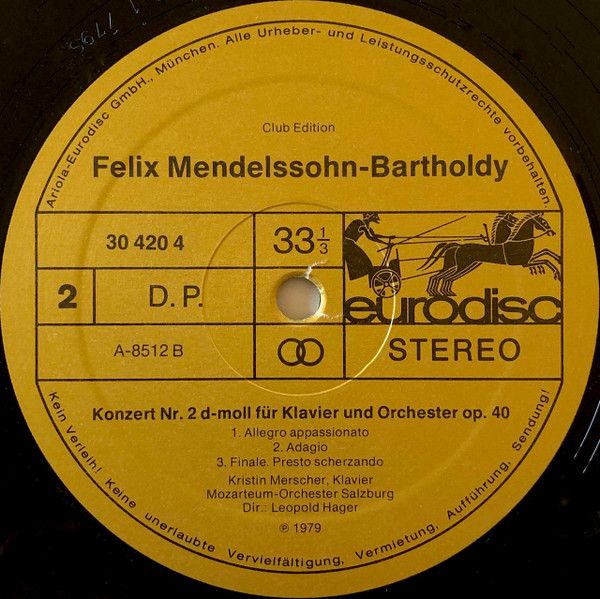 Ariola-Eurodisc GmbH., München. Alle Urheber- und Leistungsschutzrechte vorbehalten.
Club Edition
Felix Mendelssohn-Bartholdy
30 420 4
33 1/3
2
D. P.
eurodisc
A-8512 B
STEREO
Konzert Nr. 2 d-moll für Klavier und Orchester op. 40
1. Allegro appassionato
2. Adagio
3. Finale. Presto scherzando
Kristin Merscher, Klavier
Mozarteum-Orchester Salzburg
Dir.: Leopold Hager
℗ 1979
Kein Verleih! Keine unerlaubte Vervielfältigung, Vermietung, Aufführung, Sendung!